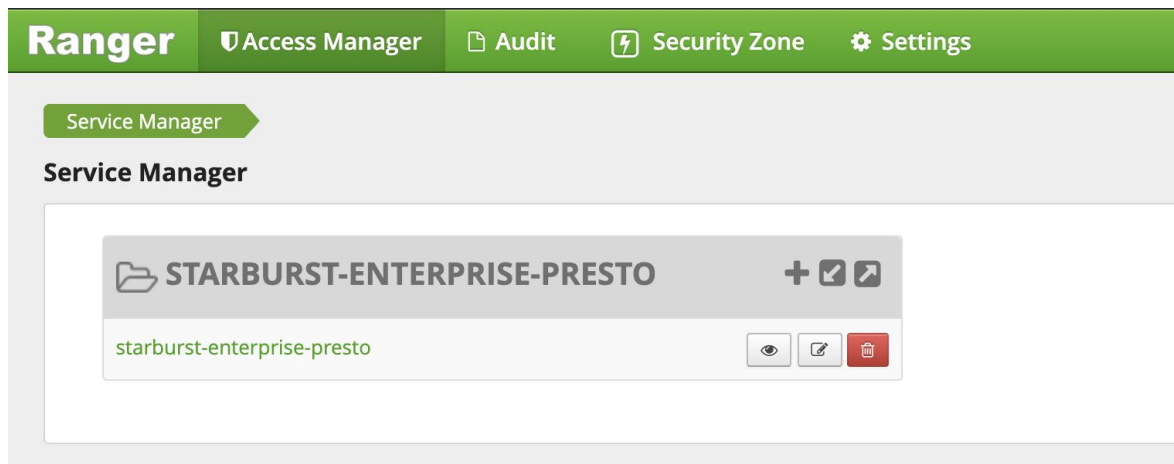 Ranger Access Manager Audit Security Zone Settings
Service Manager
Service Manager
STARBURST-ENTERPRISE-PRESTO
starburst-enterprise-presto